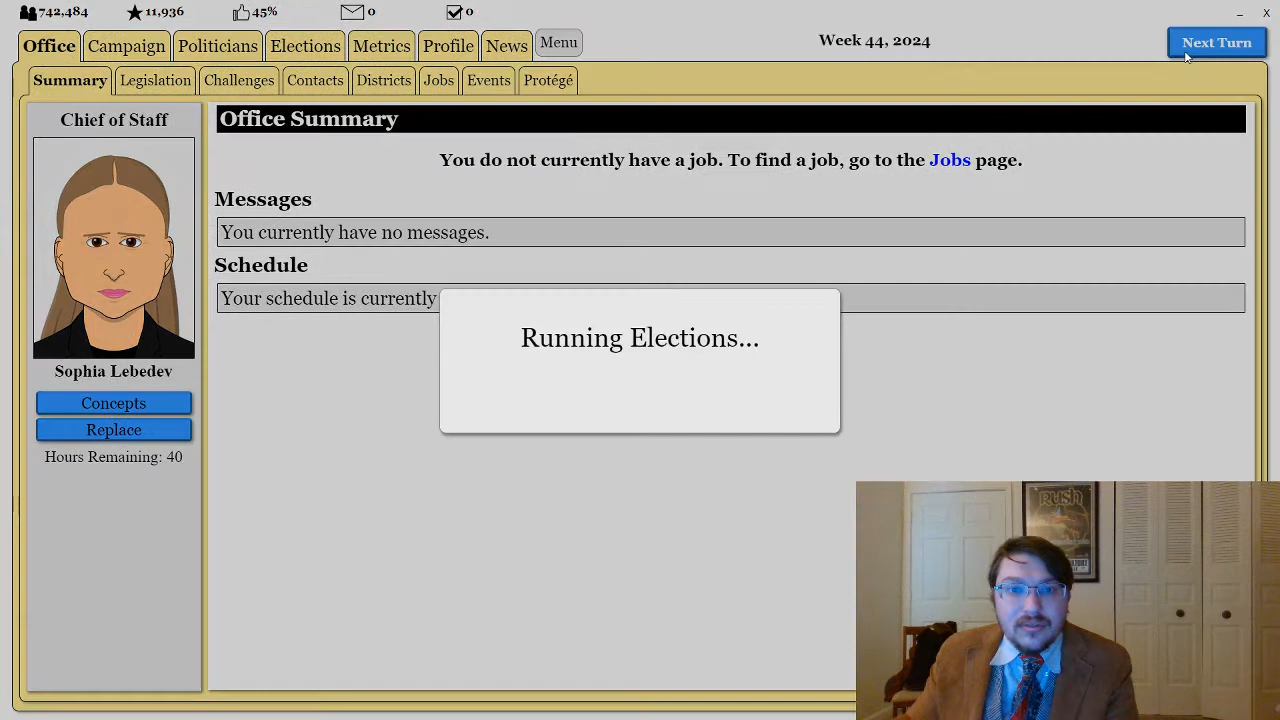 742,484 11,936 45% 0 0
Office Campaign Politicians Elections Metrics Profile News Menu
Week 44, 2024
Next Turn
Summary Legislation Challenges Contacts Districts Jobs Events Protégé
Chief of Staff
Sophia Lebedev
Concepts
Replace
Hours Remaining: 40
Office Summary
You do not currently have a job. To find a job, go to the Jobs page.
Messages
You currently have no messages.
Schedule
Your schedule is currently
Running Elections...
RUSH